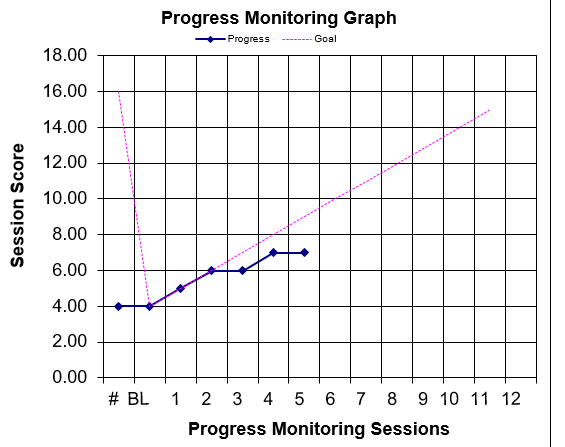 Progress Monitoring Graph
Progress Goal
18.00
16.00
14.00
12.00
10.00
8.00
6.00
4.00
2.00
0.00
Session Score
# BL 1 2 3 4 5 6 7 8 9 10 11 12
Progress Monitoring Sessions